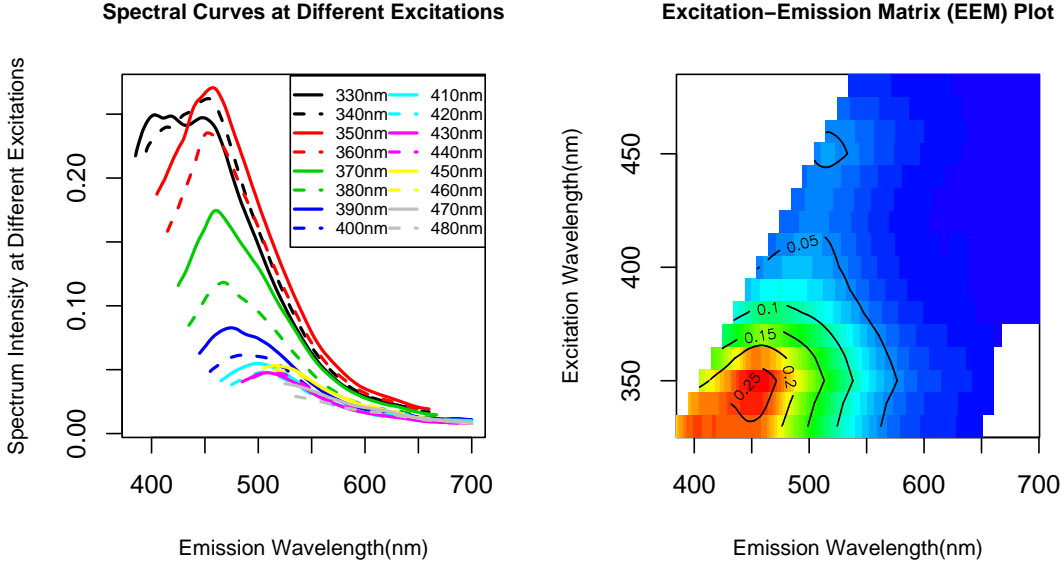 Spectral Curves at Different Excitations
Spectrum Intensity at Different Excitations
0.00
0.10
0.20
330nm
340nm
350nm
360nm
370nm
380nm
390nm
400nm
410nm
420nm
430nm
440nm
450nm
460nm
470nm
480nm
400 500 600 700
Emission Wavelength(nm)
Excitation−Emission Matrix (EEM) Plot
Excitation Wavelength(nm)
350
400
450
0.05
0.1
0.15
0.2
0.25
400 500 600 700
Emission Wavelength(nm)